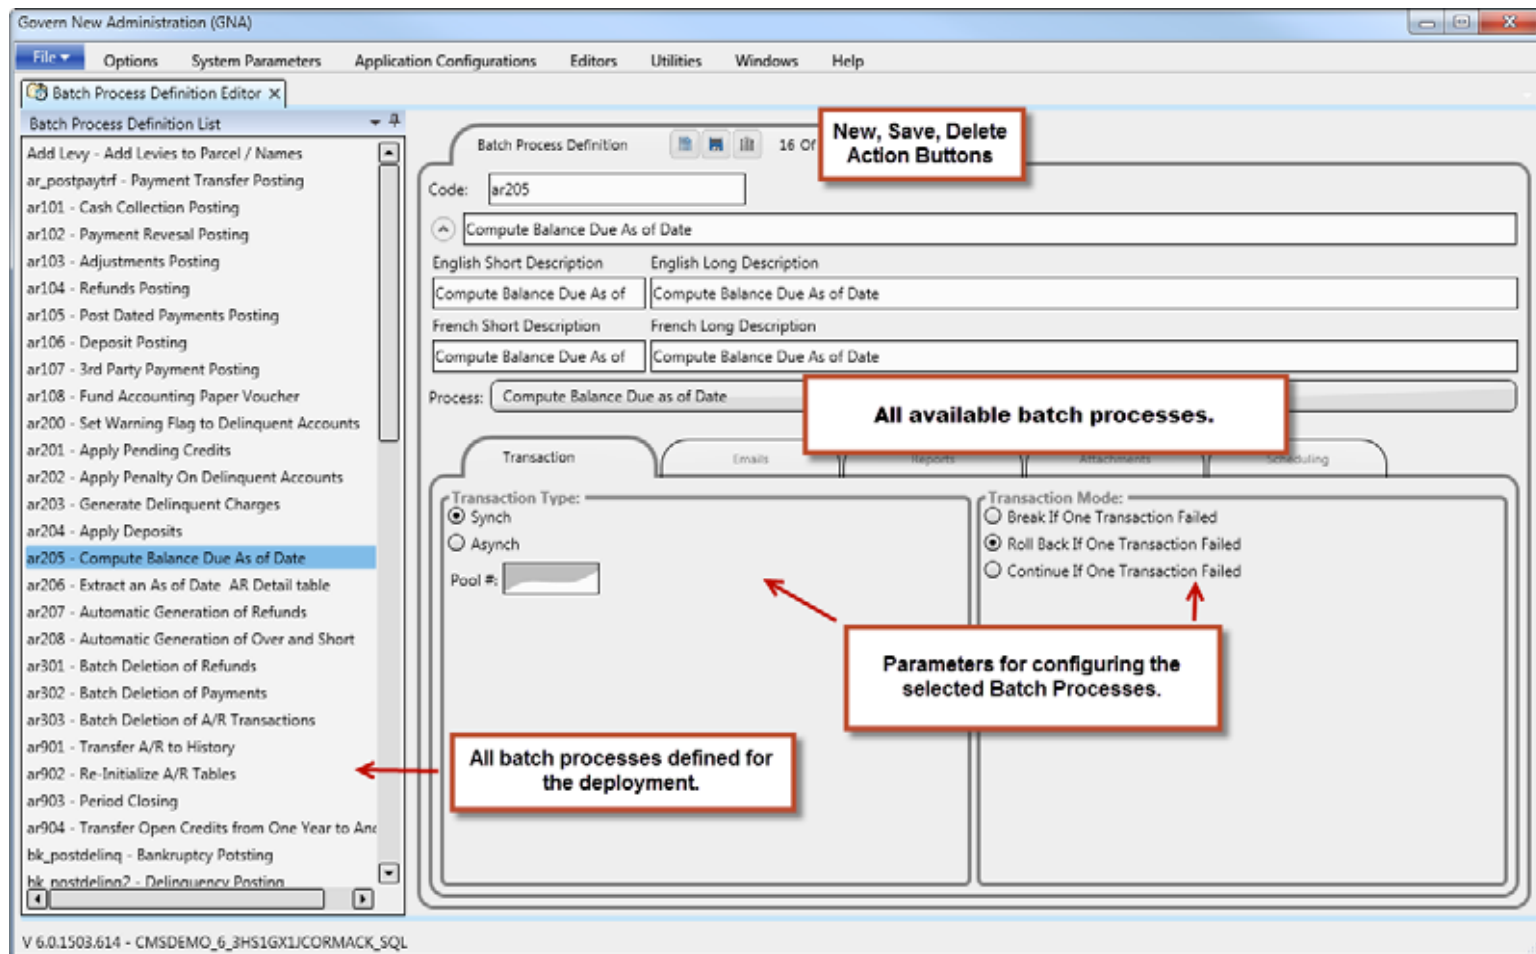 Govern New Administration (GNA)
File Options System Parameters Application Configurations Editors Utilities Windows Help
Batch Process Definition Editor
Batch Process Definition List
Add Levy - Add Levies to Parcel / Names
ar_postpaytrf - Payment Transfer Posting
ar101 - Cash Collection Posting
ar102 - Payment Revesal Posting
ar103 - Adjustments Posting
ar104 - Refunds Posting
ar105 - Post Dated Payments Posting
ar106 - Deposit Posting
ar107 - 3rd Party Payment Posting
ar108 - Fund Accounting Paper Voucher
ar200 - Set Warning Flag to Delinquent Accounts
ar201 - Apply Pending Credits
ar202 - Apply Penalty On Delinquent Accounts
ar203 - Generate Delinquent Charges
ar204 - Apply Deposits
ar205 - Compute Balance Due As of Date
ar206 - Extract an As of Date AR Detail table
ar207 - Automatic Generation of Refunds
ar208 - Automatic Generation of Over and Short
ar301 - Batch Deletion of Refunds
ar302 - Batch Deletion of Payments
ar303 - Batch Deletion of A/R Transactions
ar901 - Transfer A/R to History
ar902 - Re-Initialize A/R Tables
ar903 - Period Closing
ar904 - Transfer Open Credits from One Year to Ano
bk_postdelinq - Bankruptcy Potsting
bk_postdelinq2 - Delinquency Posting
Batch Process Definition 16 Of
New, Save, Delete
Action Buttons
Code: ar205
Compute Balance Due As of Date
English Short Description English Long Description
Compute Balance Due As of Compute Balance Due As of Date
French Short Description French Long Description
Compute Balance Due As of Compute Balance Due As of Date
Process: Compute Balance Due as of Date
All available batch processes.
Transaction Emails Reports Attachments Scheduling
Transaction Type:
Synch
Asynch
Pool #:
Transaction Mode:
Break If One Transaction Failed
Roll Back If One Transaction Failed
Continue If One Transaction Failed
Parameters for configuring the
selected Batch Processes.
All batch processes defined for
the deployment.
V 6.0.1503.614 - CMSDEMO_6_3HS1GX1JCORMACK_SQL